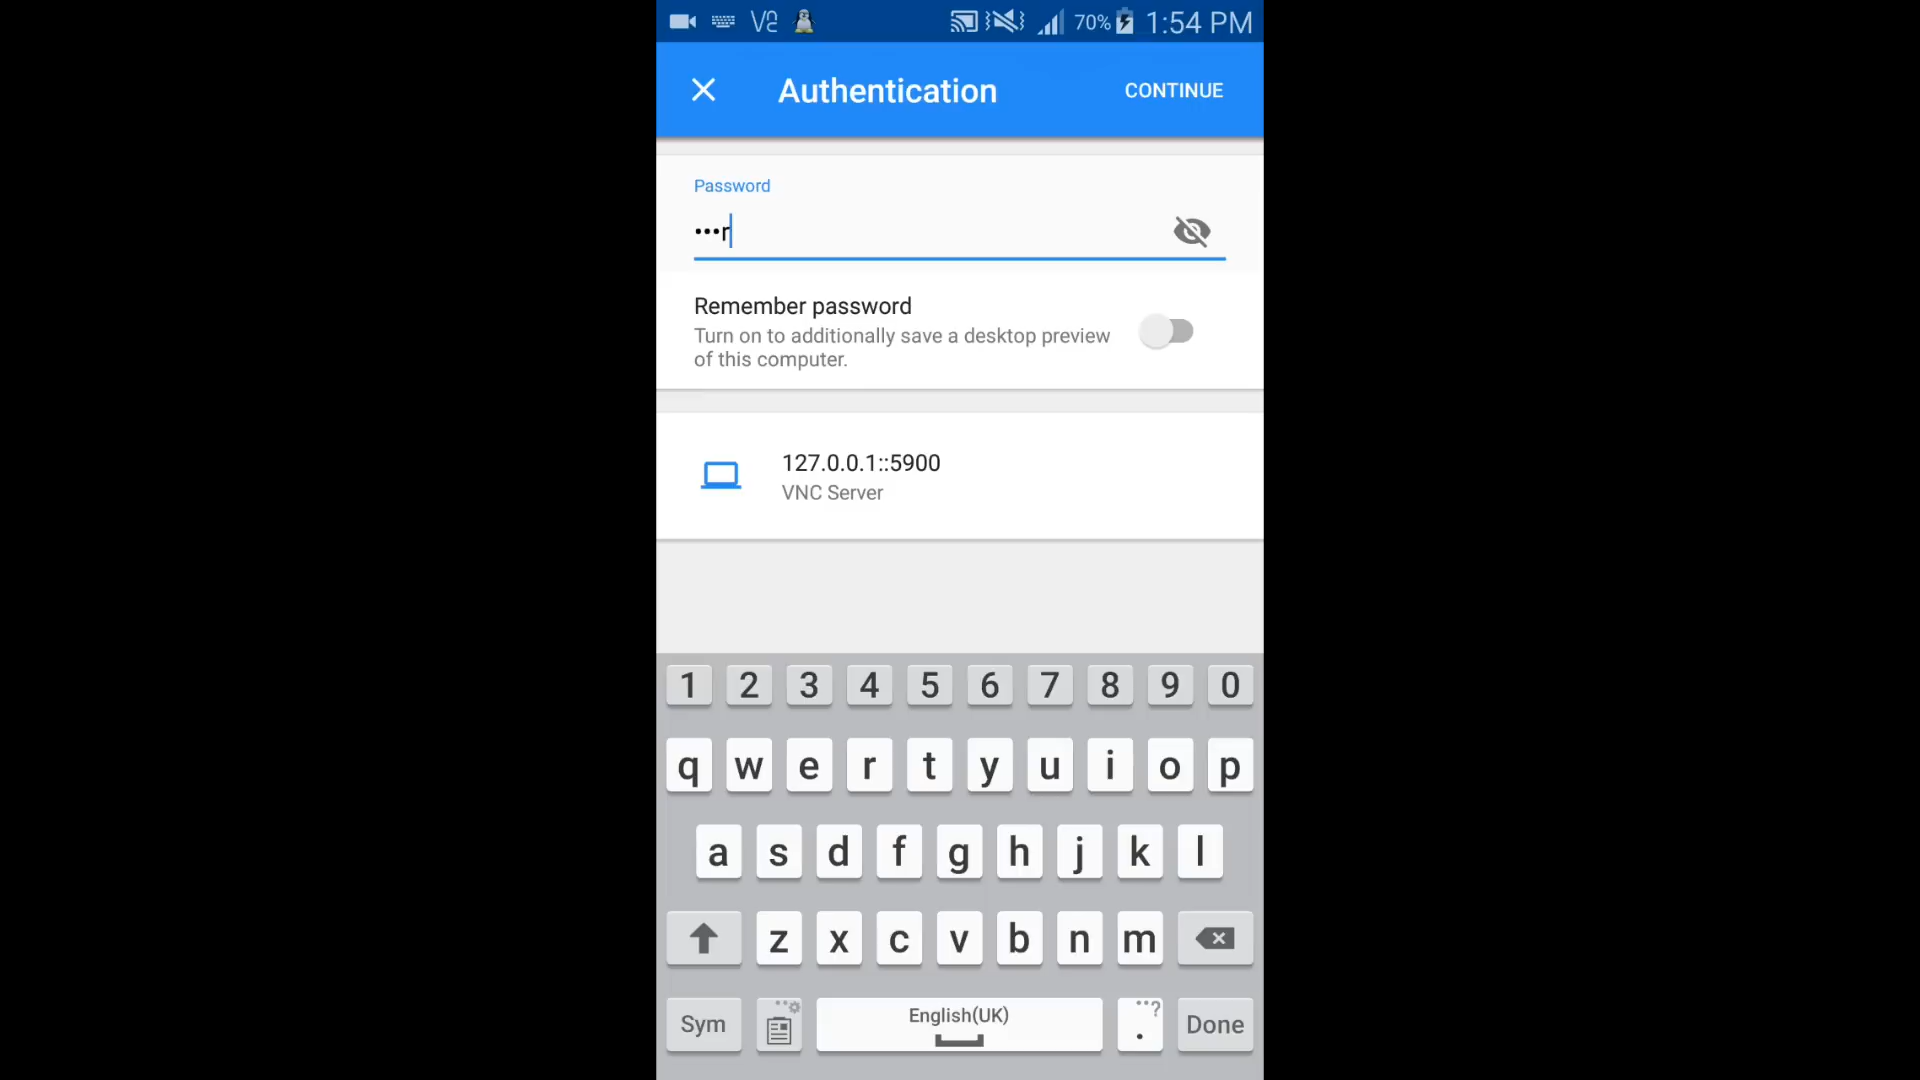 VS 70% 1:54 PM
Authentication CONTINUE
Password
•••r
Remember password
Turn on to additionally save a desktop preview
of this computer.
127.0.0.1::5900
VNC Server
1 2 3 4 5 6 7 8 9 0
q w e r t y u i o p
a s d f g h j k l
z x c v b n m
Sym English(UK) . ? Done